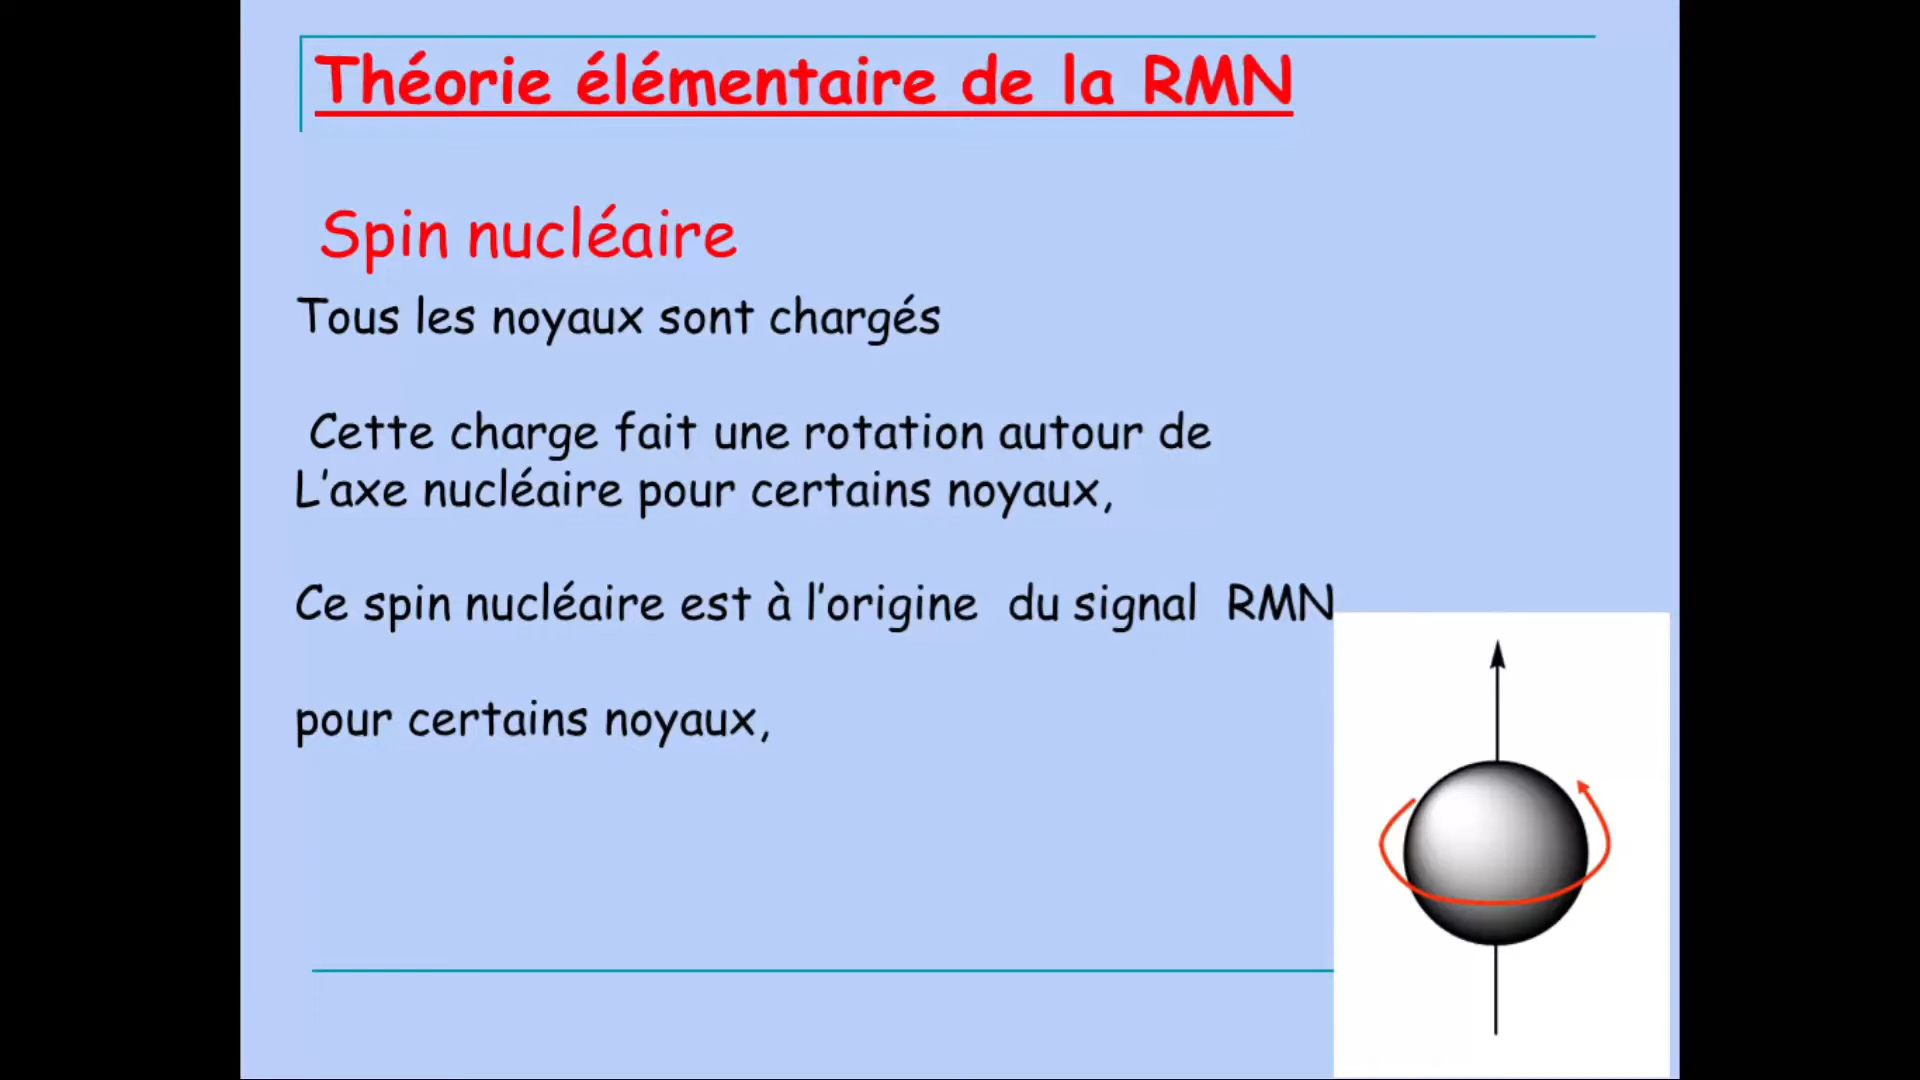 Théorie élémentaire de la RMN
Spin nucléaire
Tous les noyaux sont chargés
Cette charge fait une rotation autour de
L’axe nucléaire pour certains noyaux,
Ce spin nucléaire est à l’origine du signal RMN
pour certains noyaux,